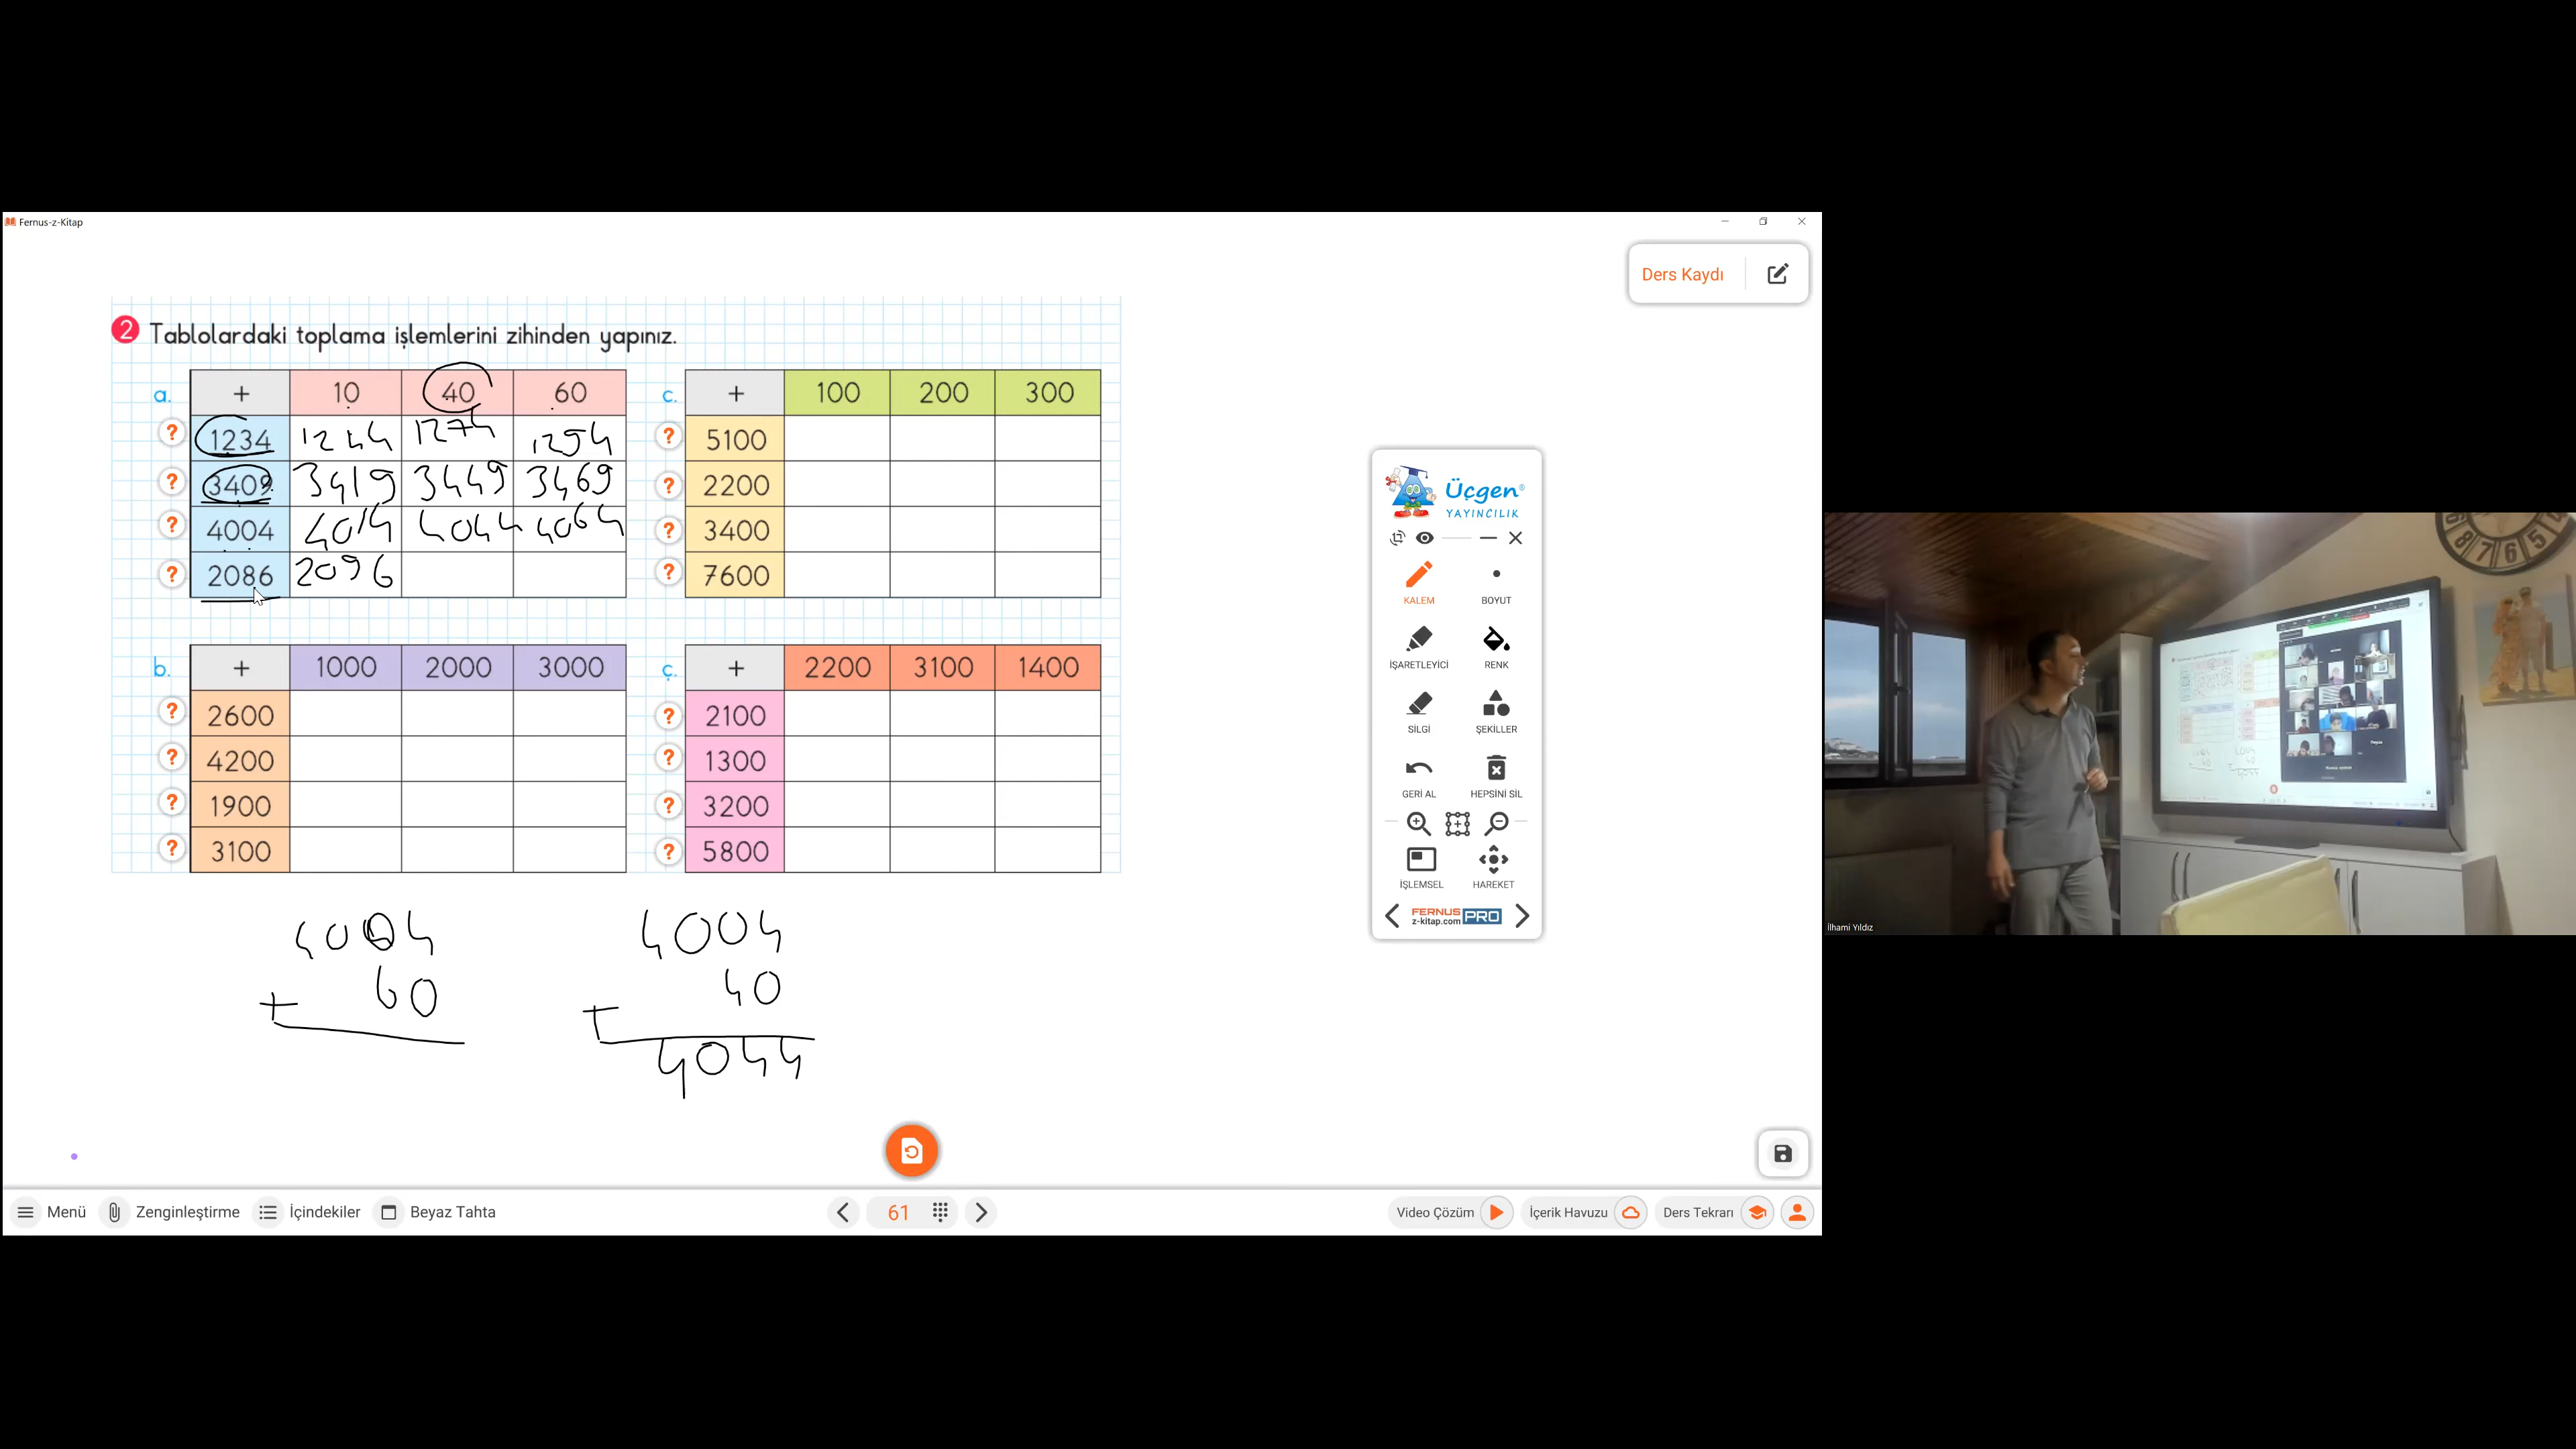 Fernus-z-Kitap
Ders Kaydı
2 Tablolardaki toplama işlemlerini zihinden yapınız.
a. + 10 40 60
? 1234 1244 1274 1294
? 3409 3419 3449 3469
? 4004 4014 4044 4064
? 2086 2096
c. + 100 200 300
? 5100
? 2200
? 3400
? 7600
b. + 1000 2000 3000
? 2600
? 4200
? 1900
? 3100
ç. + 2200 3100 1400
? 2100
? 1300
? 3200
? 5800
4004
60
+
4004
40
+
4044
Üçgen®
YAYINCILIK
KALEM BOYUT
İŞARETLEYİCİ RENK
SİLGİ ŞEKİLLER
GERİ AL HEPSİNİ SİL
İŞLEMSEL HAREKET
FERNUS PRO
z-kitap.com
Menü Zenginleştirme İçindekiler Beyaz Tahta
61
Video Çözüm İçerik Havuzu Ders Tekrarı
İlhami Yıldız
8 7 6 5